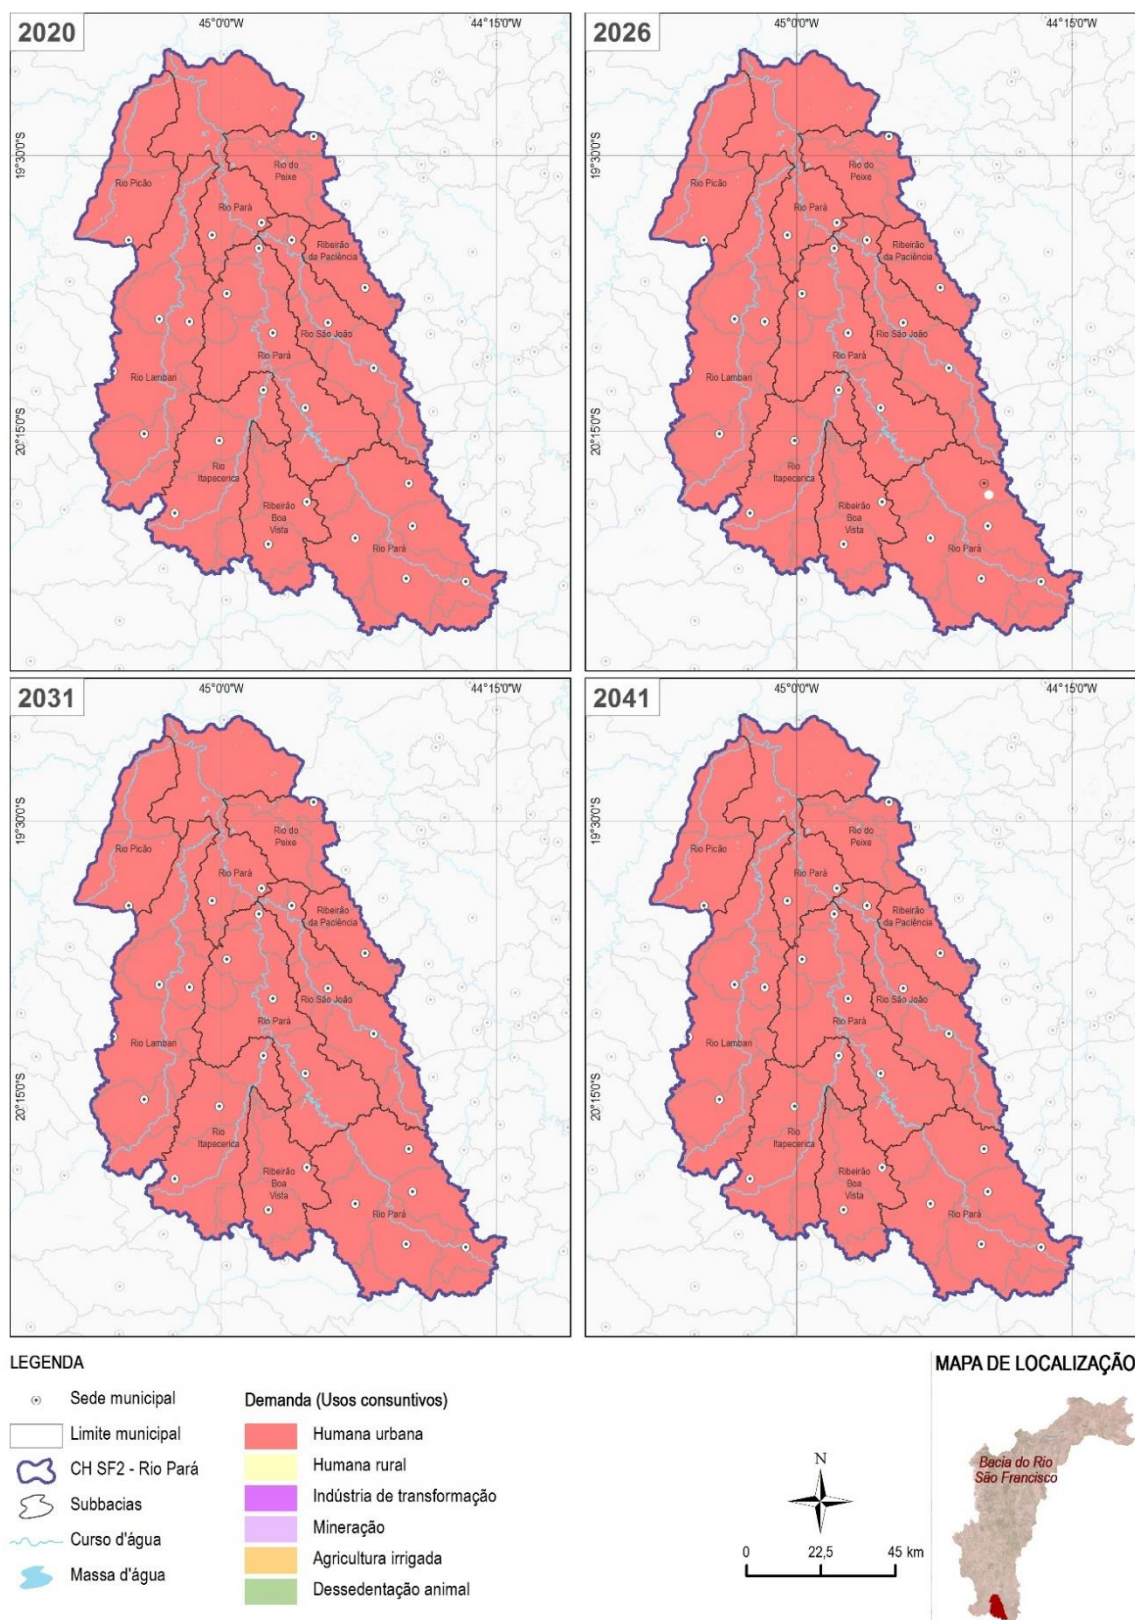 2020
45°0'0"W
44°15'0"W
19°30'0"S
20°15'0"S
Rio Picão
Rio do
Peixe
Rio Pará
Ribeirão
da Paciência
Rio São João
Rio Pará
Rio Lambari
Rio
Itapecerica
Ribeirão
Boa
Vista
Rio Pará
2026
45°0'0"W
44°15'0"W
19°30'0"S
20°15'0"S
Rio Picão
Rio do
Peixe
Rio Pará
Ribeirão
da Paciência
Rio São João
Rio Pará
Rio Lambari
Rio
Itapecerica
Ribeirão
Boa
Vista
Rio Pará
2031
45°0'0"W
44°15'0"W
19°30'0"S
20°15'0"S
Rio Picão
Rio do
Peixe
Rio Pará
Ribeirão
da Paciência
Rio São João
Rio Pará
Rio Lambari
Rio
Itapecerica
Ribeirão
Boa
Vista
Rio Pará
2041
45°0'0"W
44°15'0"W
19°30'0"S
20°15'0"S
Rio Picão
Rio do
Peixe
Rio Pará
Ribeirão
da Paciência
Rio São João
Rio Pará
Rio Lambari
Rio
Itapecerica
Ribeirão
Boa
Vista
Rio Pará
LEGENDA
Sede municipal
Limite municipal
CH SF2 - Rio Pará
Subbacias
Curso d'água
Massa d'água
Demanda (Usos consuntivos)
Humana urbana
Humana rural
Indústria de transformação
Mineração
Agricultura irrigada
Dessedentação animal
N
0 22,5 45 km
MAPA DE LOCALIZAÇÃO
Bacia do Rio
São Francisco